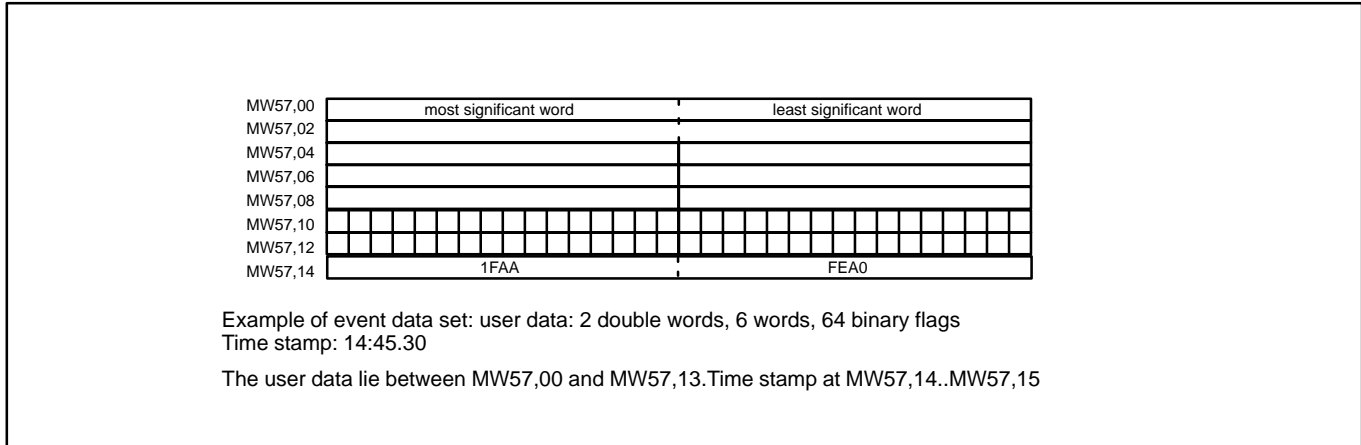 MW57,00 most significant word least significant word
MW57,02
MW57,04
MW57,06
MW57,08
MW57,10
MW57,12
MW57,14 1FAA FEA0
Example of event data set: user data: 2 double words, 6 words, 64 binary flags
Time stamp: 14:45.30
The user data lie between MW57,00 and MW57,13.Time stamp at MW57,14..MW57,15